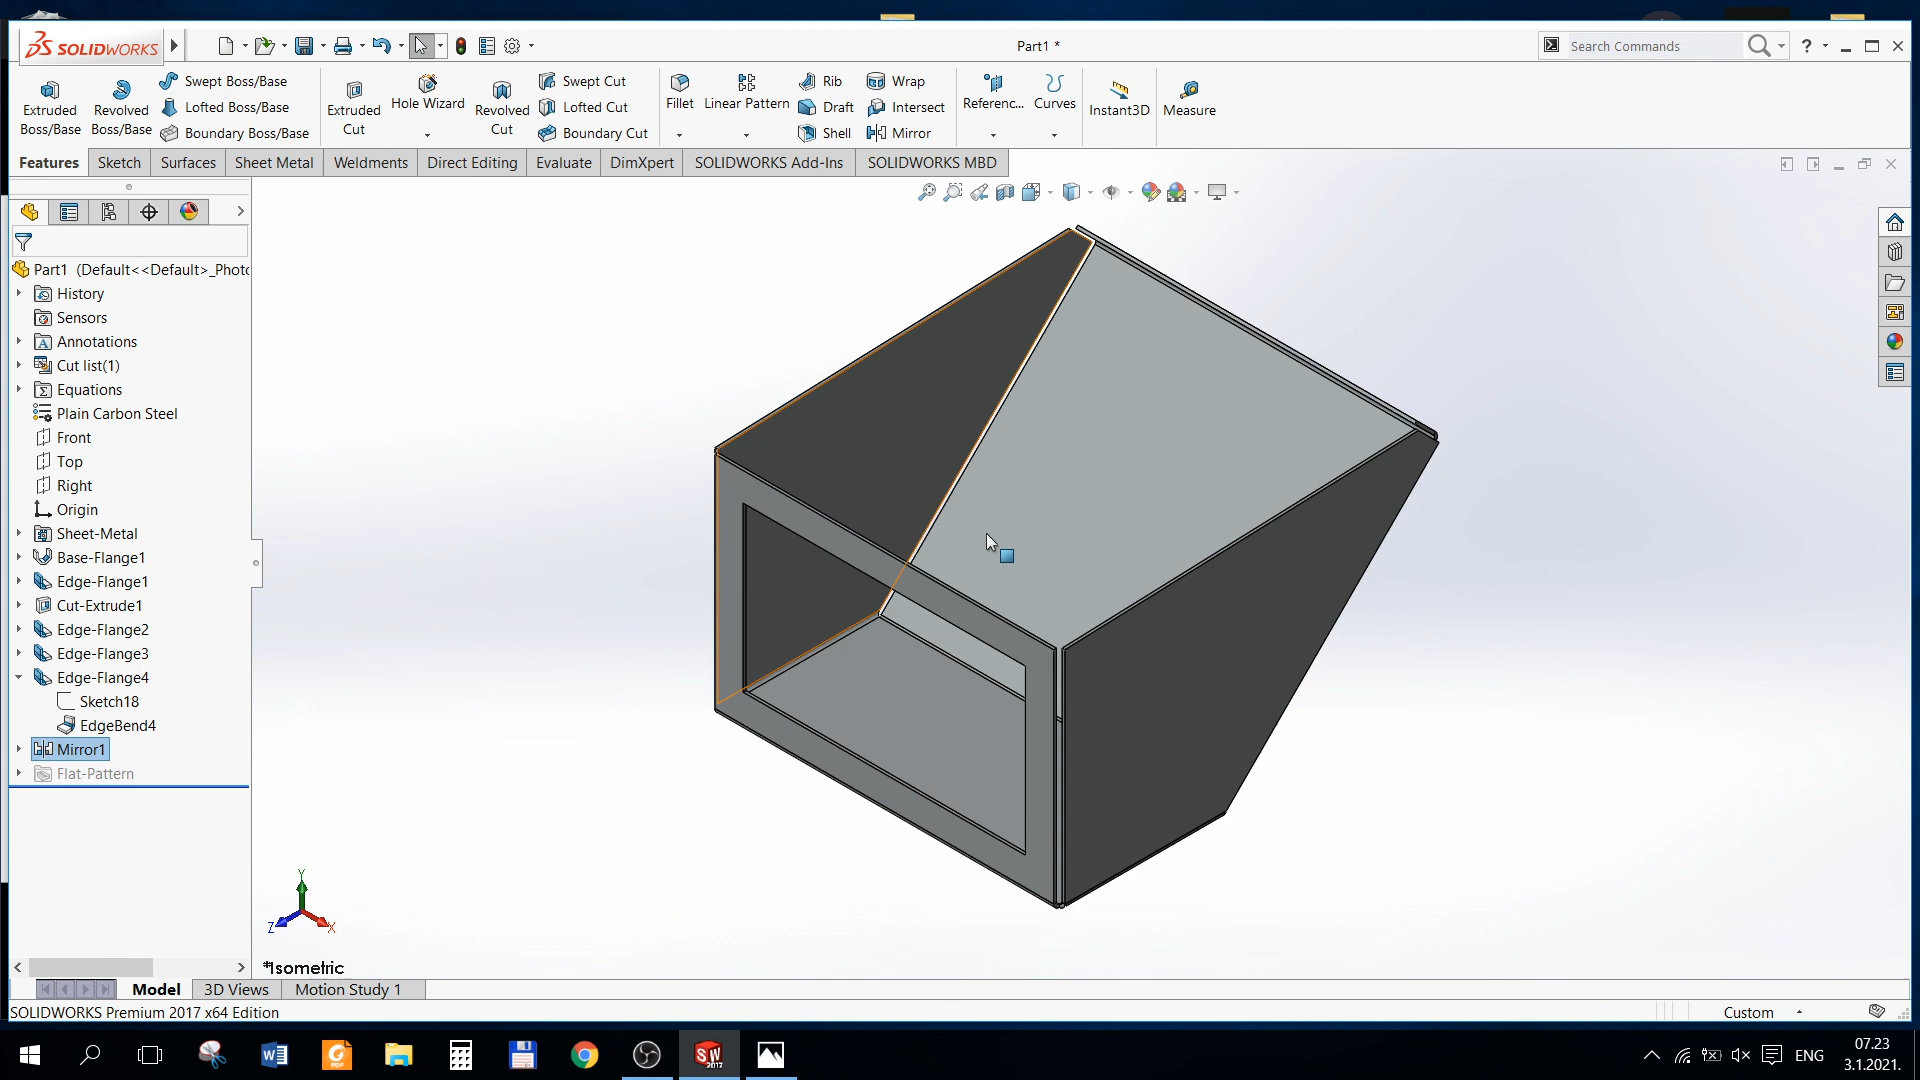 SOLIDWORKS
Part1 *
Search Commands
?
Extruded Boss/Base
Revolved Boss/Base
Swept Boss/Base
Lofted Boss/Base
Boundary Boss/Base
Extruded Cut
Hole Wizard
Revolved Cut
Swept Cut
Lofted Cut
Boundary Cut
Fillet
Linear Pattern
Rib
Draft
Shell
Wrap
Intersect
Mirror
Referenc...
Curves
Instant3D
Measure
Features
Sketch
Surfaces
Sheet Metal
Weldments
Direct Editing
Evaluate
DimXpert
SOLIDWORKS Add-Ins
SOLIDWORKS MBD
Part1 (Default<<Default>_Phot
History
Sensors
Annotations
Cut list(1)
Equations
Plain Carbon Steel
Front
Top
Right
Origin
Sheet-Metal
Base-Flange1
Edge-Flange1
Cut-Extrude1
Edge-Flange2
Edge-Flange3
Edge-Flange4
Sketch18
EdgeBend4
Mirror1
Flat-Pattern
Y
Z
X
*Isometric
Model
3D Views
Motion Study 1
SOLIDWORKS Premium 2017 x64 Edition
Custom
ENG
07.23
3.1.2021.